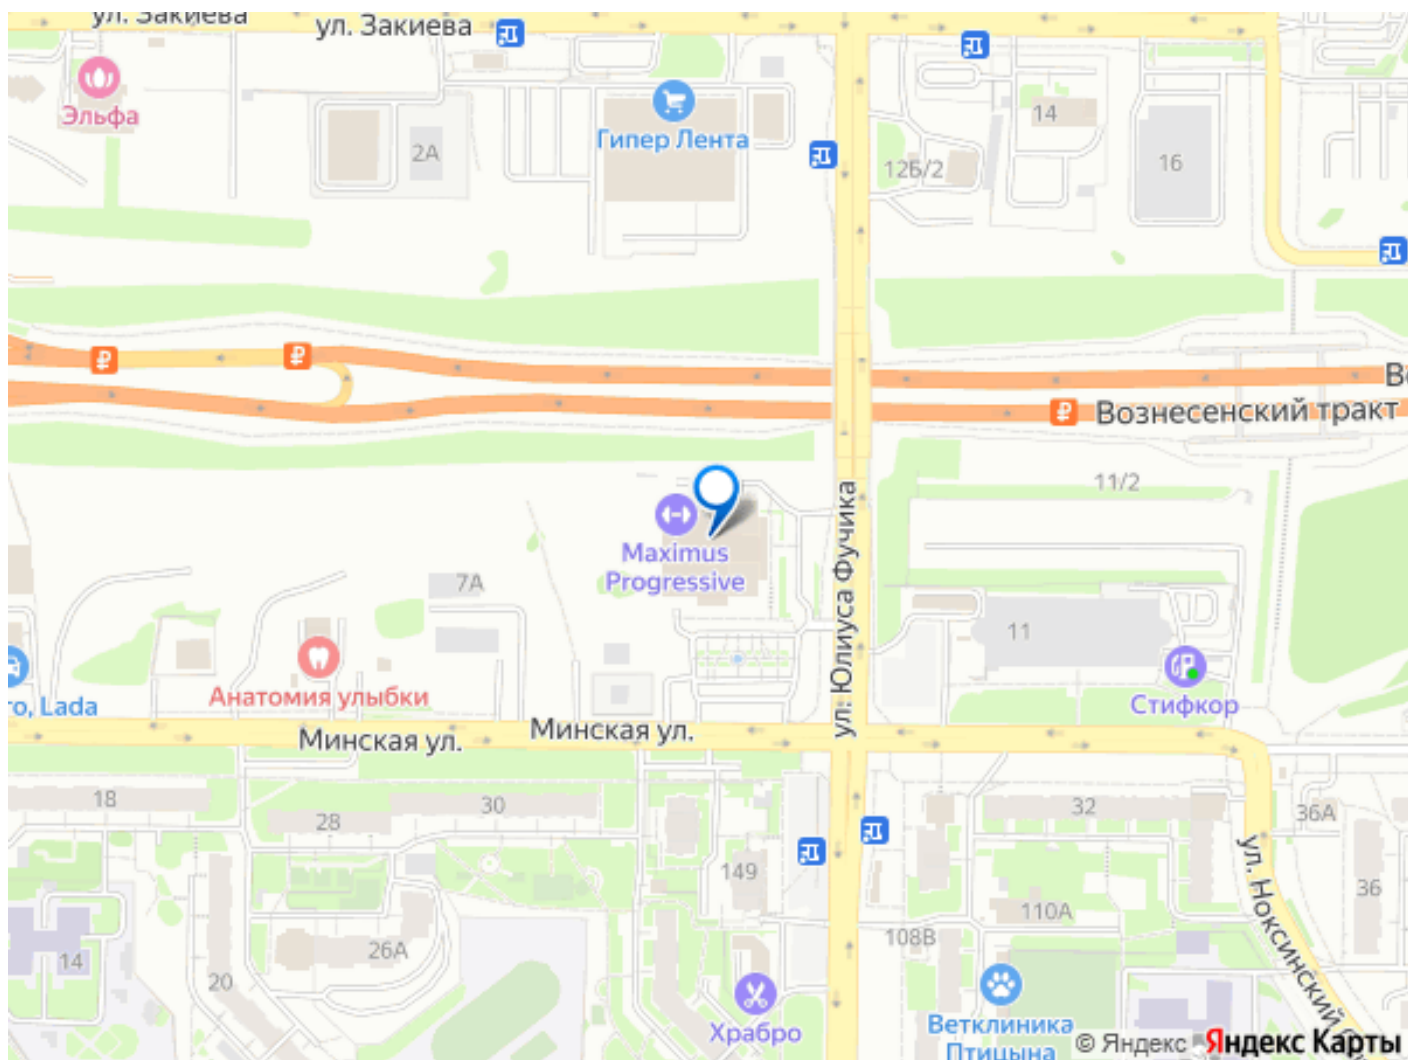 ул. Закиева
ул. Закиева
Эльфа
Гипер Лента
2А
14
12Б/2
16
Вознесенский тракт
11/2
ул. Юлиуса Фучика
Maximus
Progressive
7А
11
Анатомия улыбки
Стифкор
го, Lada
Минская ул.
Минская ул.
18
28
30
32
36А
149
36
110А
108В
26А
14
20
ул. Ноксинский
Храбро
Ветклиника
Птицына
© Яндекс Яндекс Карты